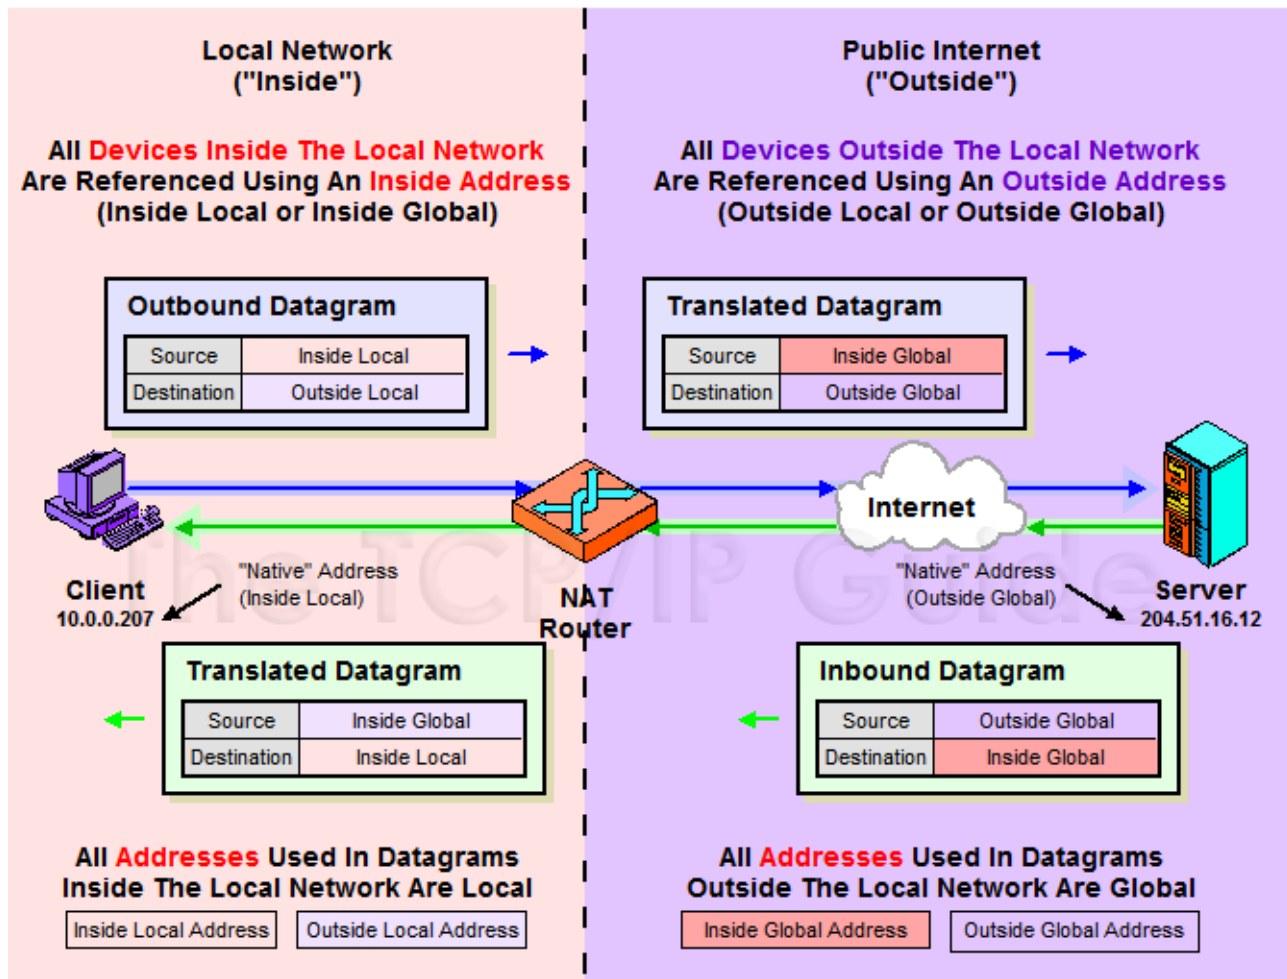 Local Network
("Inside")
Public Internet
("Outside")
All Devices Inside The Local Network
Are Referenced Using An Inside Address
(Inside Local or Inside Global)
All Devices Outside The Local Network
Are Referenced Using An Outside Address
(Outside Local or Outside Global)
Outbound Datagram
Source Inside Local
Destination Outside Local
Translated Datagram
Source Inside Global
Destination Outside Global
Internet
The TCP/IP Guide
Client
10.0.0.207
"Native" Address
(Inside Local)
NAT
Router
"Native" Address
(Outside Global)
Server
204.51.16.12
Translated Datagram
Source Inside Global
Destination Inside Local
Inbound Datagram
Source Outside Global
Destination Inside Global
All Addresses Used In Datagrams
Inside The Local Network Are Local
Inside Local Address
Outside Local Address
All Addresses Used In Datagrams
Outside The Local Network Are Global
Inside Global Address
Outside Global Address